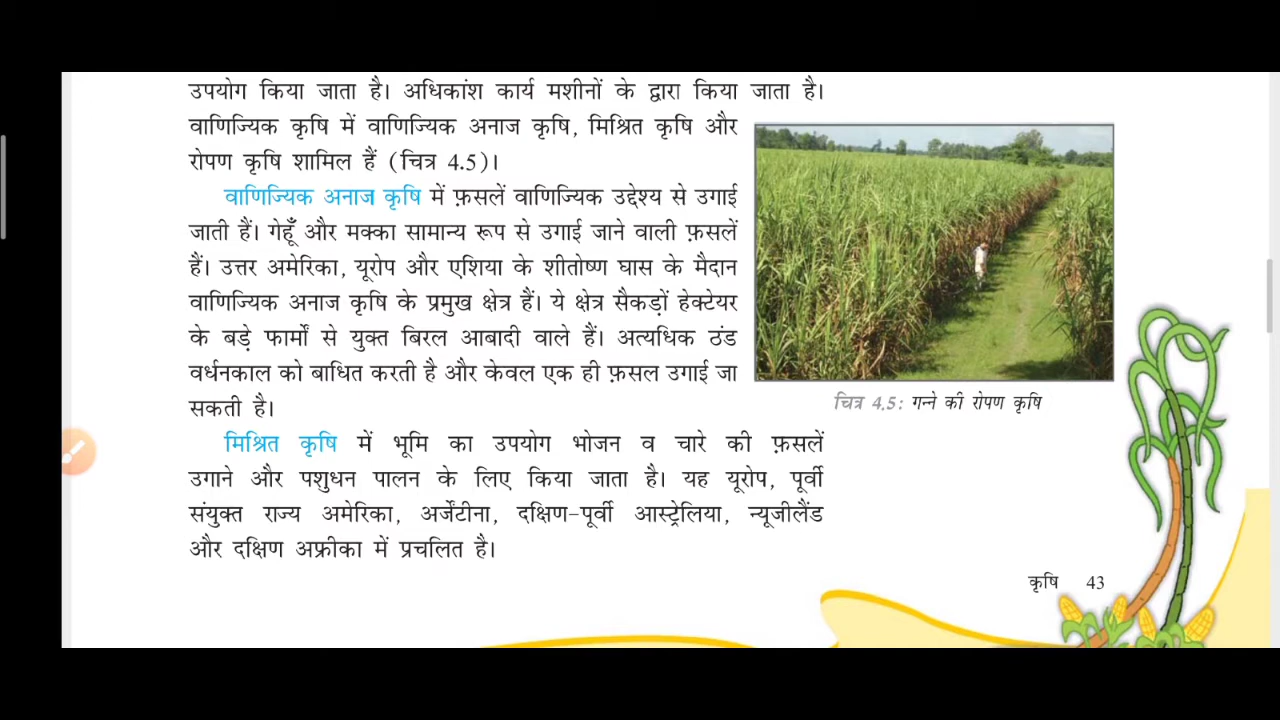 उपयोग किया जाता है। अधिकांश कार्य मशीनों के द्वारा किया जाता है।
वाणिज्यिक कृषि में वाणिज्यिक अनाज कृषि, मिश्रित कृषि और
रोपण कृषि शामिल हैं (चित्र 4.5)।
वाणिज्यिक अनाज कृषि में फ़सलें वाणिज्यिक उद्देश्य से उगाई
जाती हैं। गेहूँ और मक्का सामान्य रूप से उगाई जाने वाली फ़सलें
हैं। उत्तर अमेरिका, यूरोप और एशिया के शीतोष्ण घास के मैदान
वाणिज्यिक अनाज कृषि के प्रमुख क्षेत्र हैं। ये क्षेत्र सैकड़ों हेक्टेयर
के बड़े फार्मों से युक्त बिरल आबादी वाले हैं। अत्यधिक ठंड
वर्धनकाल को बाधित करती है और केवल एक ही फ़सल उगाई जा
सकती है।
चित्र 4.5: गन्ने की रोपण कृषि
मिश्रित कृषि में भूमि का उपयोग भोजन व चारे की फ़सलें
उगाने और पशुधन पालन के लिए किया जाता है। यह यूरोप, पूर्वी
संयुक्त राज्य अमेरिका, अर्जेंटीना, दक्षिण-पूर्वी आस्ट्रेलिया, न्यूजीलैंड
और दक्षिण अफ्रीका में प्रचलित है।
कृषि 43